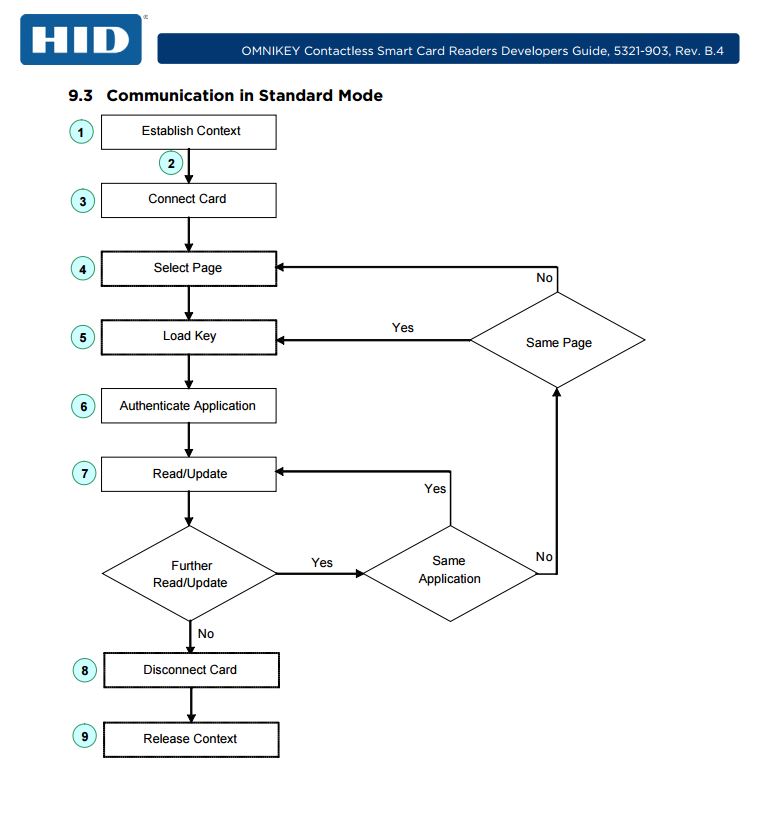 HID®
OMNIKEY Contactless Smart Card Readers Developers Guide, 5321-903, Rev. B.4
9.3 Communication in Standard Mode
1
Establish Context
2
3
Connect Card
4
Select Page
No
5
Load Key
Yes
Same Page
6
Authenticate Application
7
Read/Update
Yes
Further
Read/Update
Yes
Same
Application
No
No
8
Disconnect Card
9
Release Context